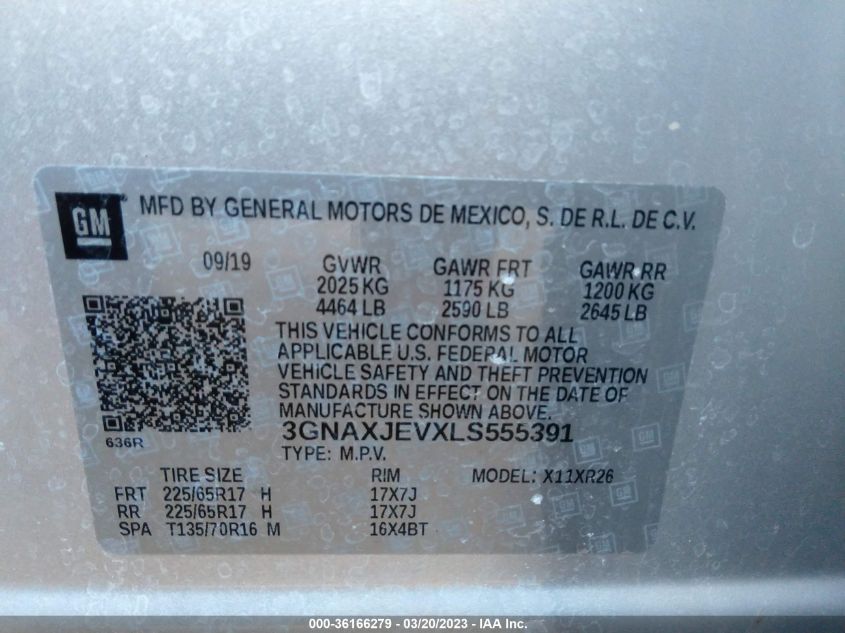 GM ® MFD BY GENERAL MOTORS DE MEXICO, S. DE R.L. DE C.V.
09/19 GVWR GAWR FRT GAWR RR
2025 KG 1175 KG 1200 KG
4464 LB 2590 LB 2645 LB
THIS VEHICLE CONFORMS TO ALL
APPLICABLE U.S. FEDERAL MOTOR
VEHICLE SAFETY AND THEFT PREVENTION
STANDARDS IN EFFECT ON THE DATE OF
MANUFACTURE SHOWN ABOVE.
636R 3GNAXJEVXLS555391
TYPE: M.P.V.
TIRE SIZE RIM MODEL: X11XR26
FRT 225/65R17 H 17X7J
RR 225/65R17 H 17X7J
SPA T135/70R16 M 16X4BT
000-36166279 - 03/20/2023 - IAA Inc.